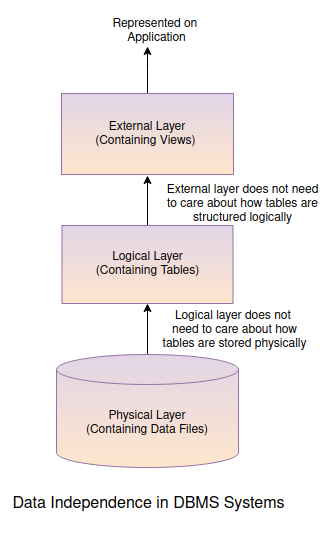 Represented on
Application
External Layer
(Containing Views)
External layer does not need
to care about how tables are
structured logically
Logical Layer
(Containing Tables)
Logical layer does not
need to care about how
tables are stored physically
Physical Layer
(Containing Data Files)
Data Independence in DBMS Systems